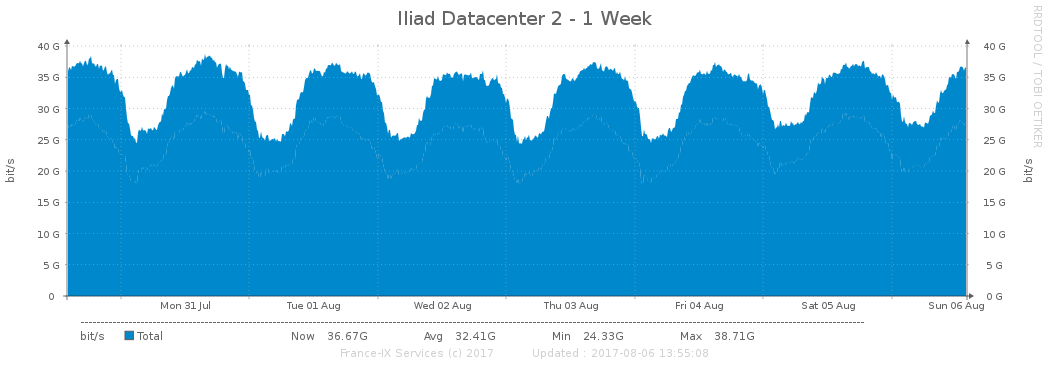 Iliad Datacenter 2 - 1 Week
RRDTOOL / TOBI OETIKER
bit/s
40 G 40 G
35 G 35 G
30 G 30 G
25 G 25 G
20 G 20 G
15 G 15 G
10 G 10 G
5 G 5 G
0 0 G
bit/s
Mon 31 Jul Tue 01 Aug Wed 02 Aug Thu 03 Aug Fri 04 Aug Sat 05 Aug Sun 06 Aug
bit/s Total Now 36.67G Avg 32.41G Min 24.33G Max 38.71G
France-IX Services (c) 2017 Updated : 2017-08-06 13:55:08